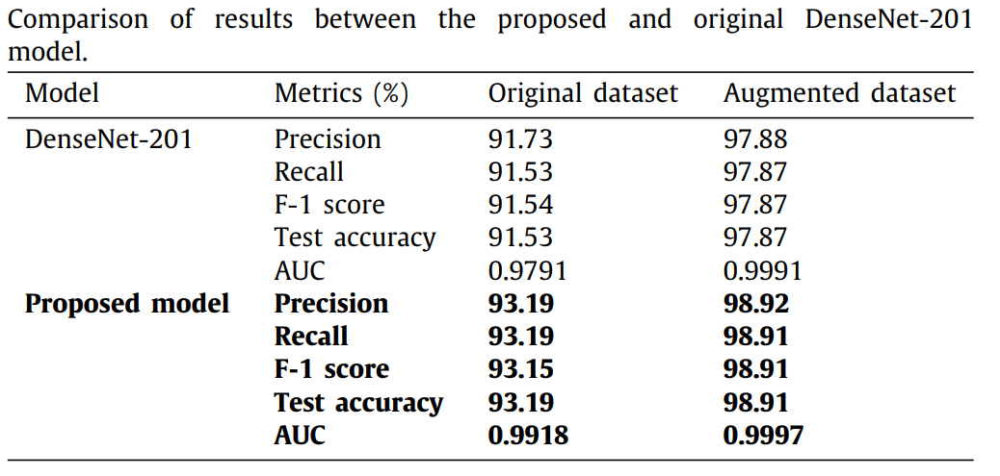 Comparison of results between the proposed and original DenseNet-201
model.
Model Metrics (%) Original dataset Augmented dataset
DenseNet-201 Precision 91.73 97.88
Recall 91.53 97.87
F-1 score 91.54 97.87
Test accuracy 91.53 97.87
AUC 0.9791 0.9991
Proposed model Precision 93.19 98.92
Recall 93.19 98.91
F-1 score 93.15 98.91
Test accuracy 93.19 98.91
AUC 0.9918 0.9997